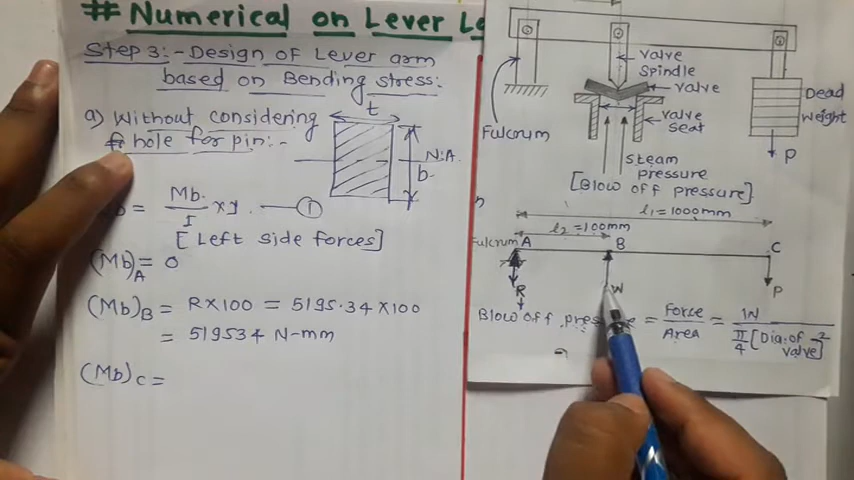 # Numerical on Lever
Step 3:- Design of Lever arm
based on Bending stress:
a) Without considering
hole for pin:-
t
N.A.
b
= Mb/I × y —①
[Left side forces]
(Mb)A = 0
(Mb)B = R×100 = 5195.34 ×100
= 519534 N-mm
(Mb)C =
valve
spindle
valve
Dead
weight
valve
seat
Fulcrum
steam
pressure
P
[Blow off pressure]
l1=1000mm
l2=100mm
Fulcrum A
B
C
R
W
P
Blow off = Force/Area = W/π/4[Dia. of valve]²